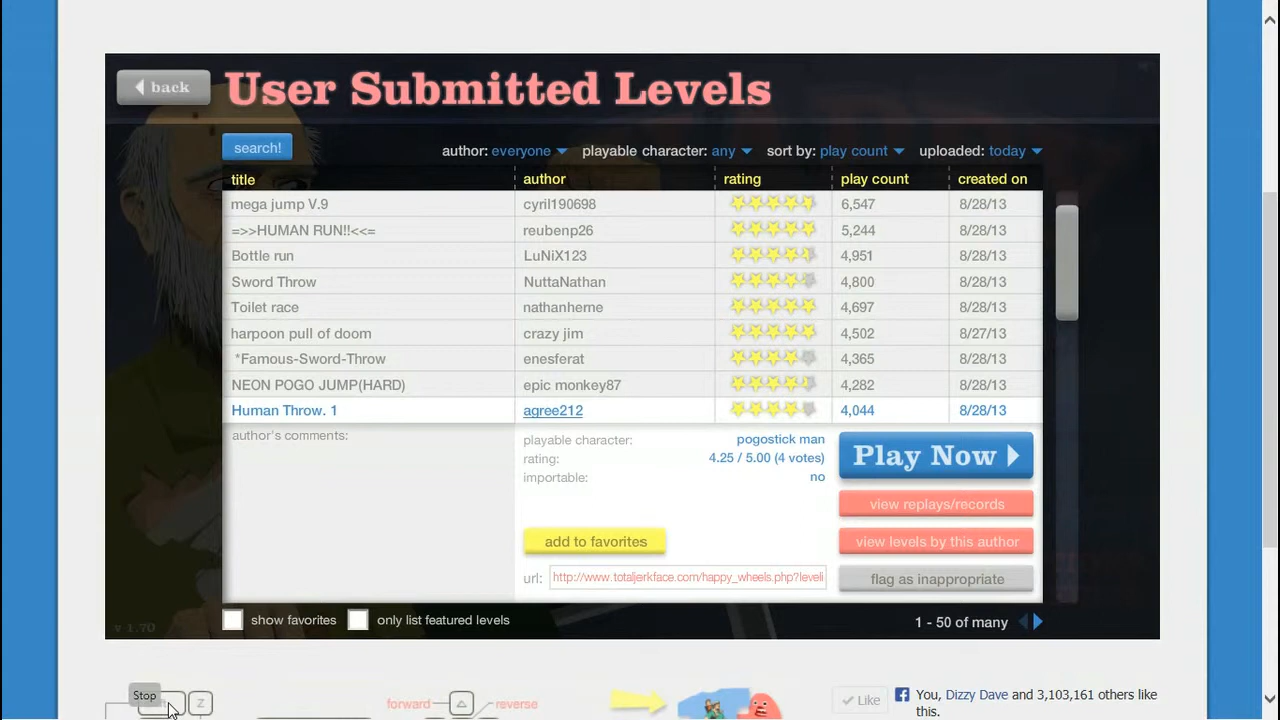 back
User Submitted Levels
search!
author: everyone playable character: any sort by: play count uploaded: today
title author rating play count created on
mega jump V.9 cyril190698 6,547 8/28/13
=>>HUMAN RUN!!<<= reubenp26 5,244 8/28/13
Bottle run LuNiX123 4,951 8/28/13
Sword Throw NuttaNathan 4,800 8/28/13
Toilet race nathanherne 4,697 8/28/13
harpoon pull of doom crazy jim 4,502 8/27/13
*Famous-Sword-Throw enesferat 4,365 8/28/13
NEON POGO JUMP(HARD) epic monkey87 4,282 8/28/13
Human Throw. 1 agree212 4,044 8/28/13
author's comments:
playable character: pogostick man
rating: 4.25 / 5.00 (4 votes)
importable: no
Play Now
view replays/records
add to favorites
view levels by this author
url: http://www.totaljerkface.com/happy_wheels.php?leveli
flag as inappropriate
show favorites only list featured levels
1 - 50 of many
v 1.70
Stop
Z
forward reverse
Like
You, Dizzy Dave and 3,103,161 others like
this.